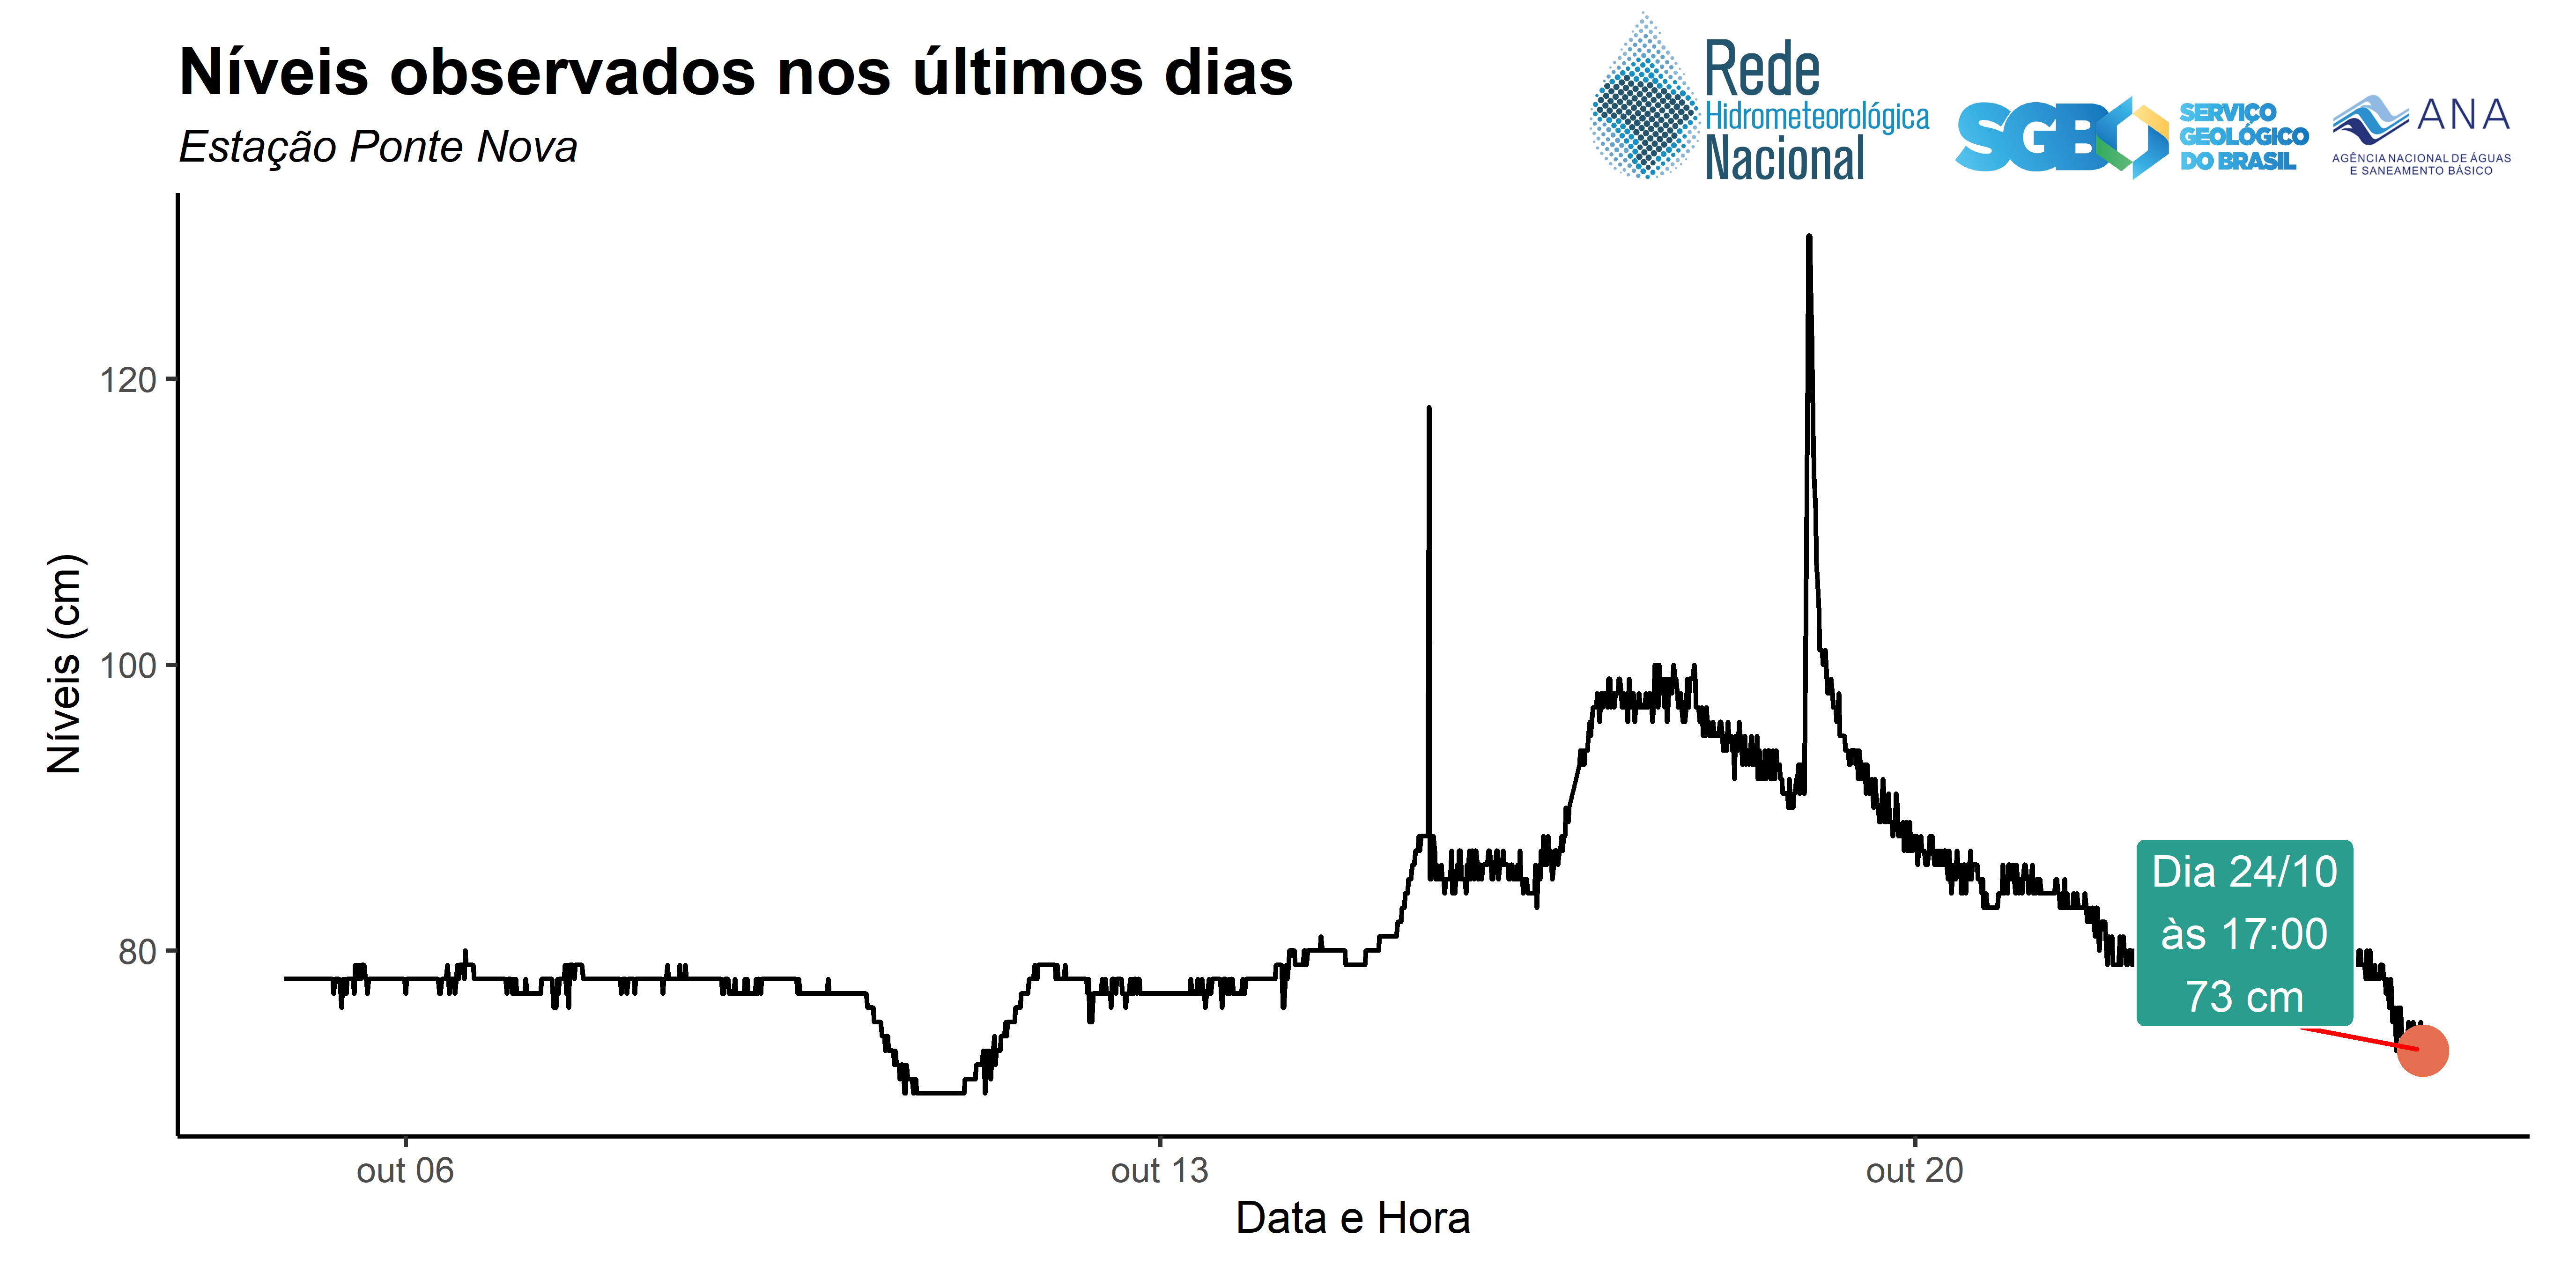 Níveis observados nos últimos dias
Estação Ponte Nova
Rede
Hidrometeorológica
Nacional
SGB
SERVIÇO
GEOLÓGICO
DO BRASIL
ANA
AGÊNCIA NACIONAL DE ÁGUAS
E SANEAMENTO BÁSICO
Níveis (cm)
120
100
80
Dia 24/10
às 17:00
73 cm
out 06
out 13
out 20
Data e Hora